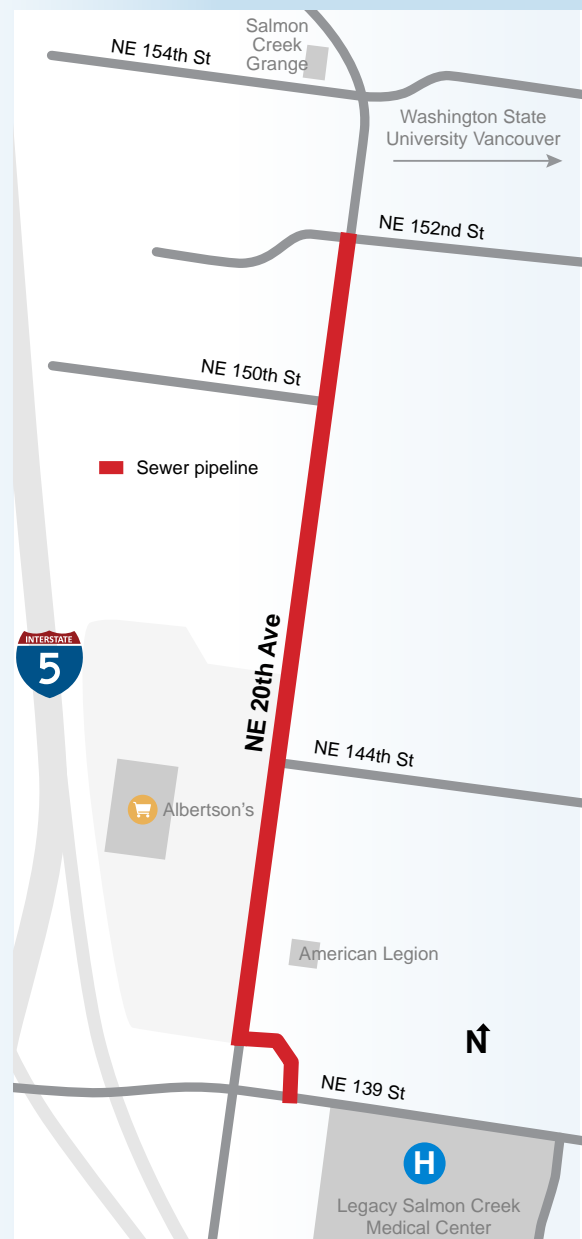 Salmon
Creek
Grange
NE 154th St
Washington State
University Vancouver
NE 152nd St
NE 150th St
Sewer pipeline
INTERSTATE
5
NE 20th Ave
NE 144th St
Albertson's
American Legion
N
NE 139 St
H
Legacy Salmon Creek
Medical Center